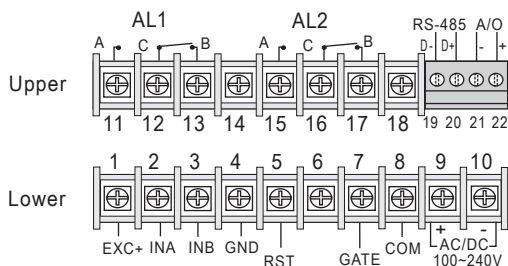 AL1 AL2 RS-485 A/O
A C B A C B D- D+ - +
Upper
11 12 13 14 15 16 17 18 19 20 21 22
1 2 3 4 5 6 7 8 9 10
Lower
EXC+ INA INB GND RST GATE COM + -
AC/DC
100~240V